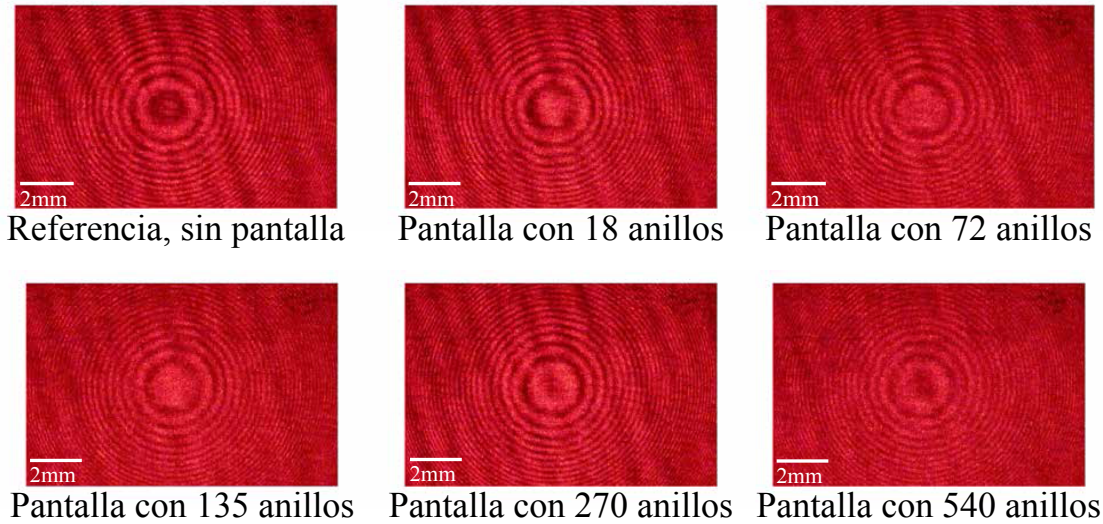 2mm
2mm
2mm
Referencia, sin pantalla
Pantalla con 18 anillos
Pantalla con 72 anillos
2mm
2mm
2mm
Pantalla con 135 anillos
Pantalla con 270 anillos
Pantalla con 540 anillos